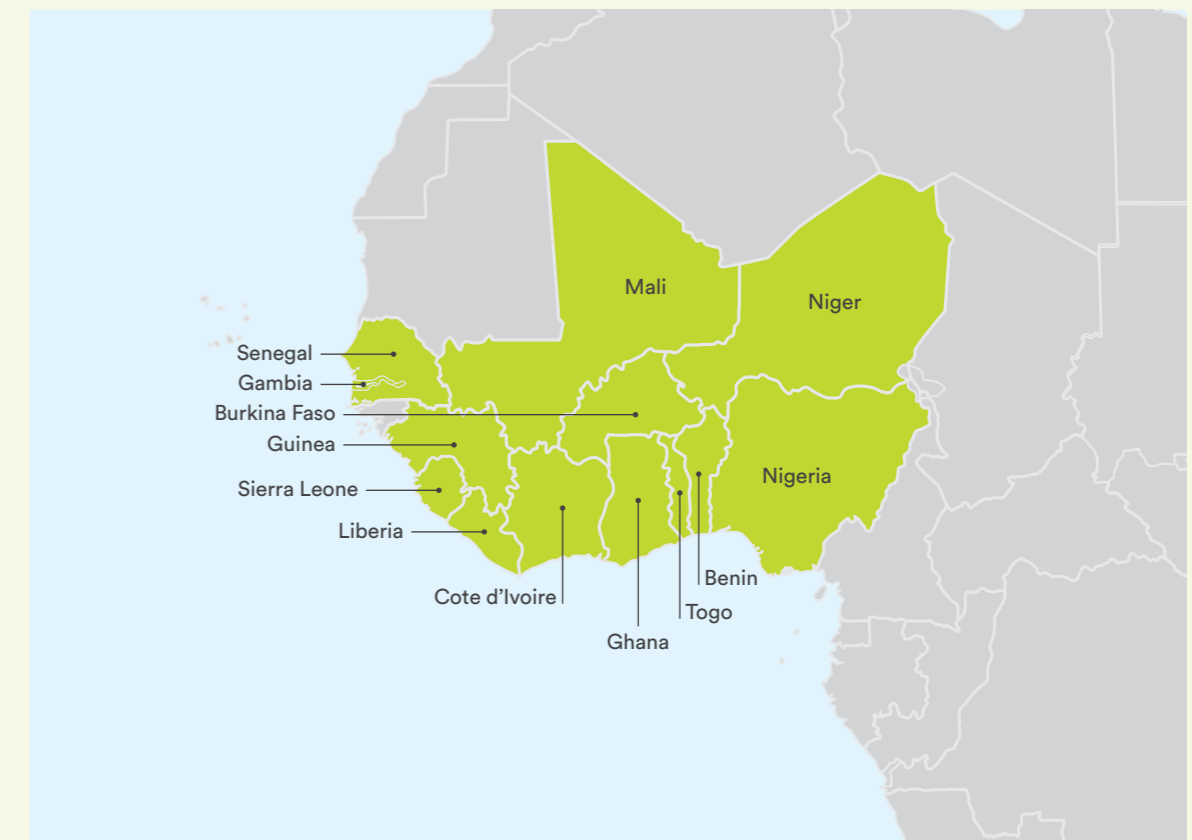 Mali
Niger
Senegal
Gambia
Burkina Faso
Guinea
Nigeria
Sierra Leone
Liberia
Benin
Cote d’Ivoire
Togo
Ghana